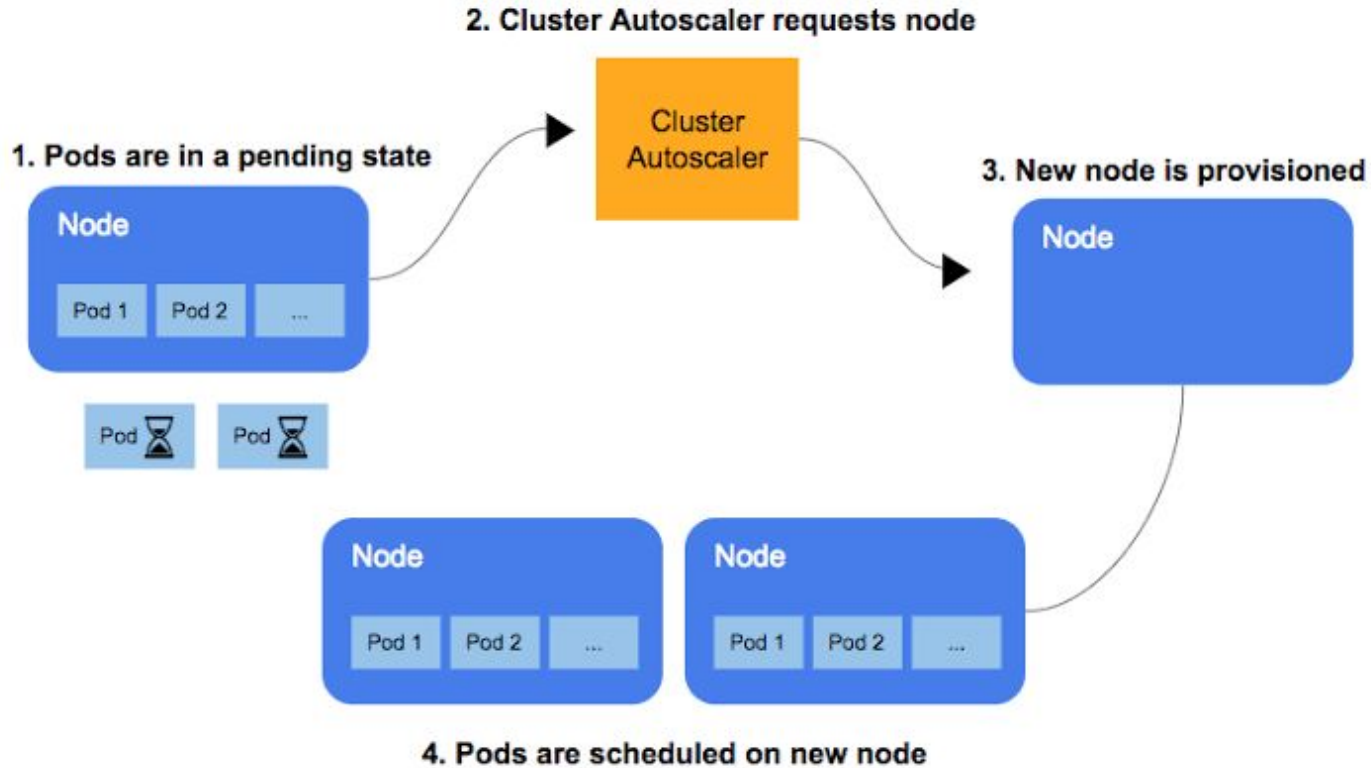 2. Cluster Autoscaler requests node
Cluster
Autoscaler
1. Pods are in a pending state
Node
Pod 1 Pod 2 ...
Pod Pod
3. New node is provisioned
Node
Node
Pod 1 Pod 2 ...
Node
Pod 1 Pod 2 ...
4. Pods are scheduled on new node